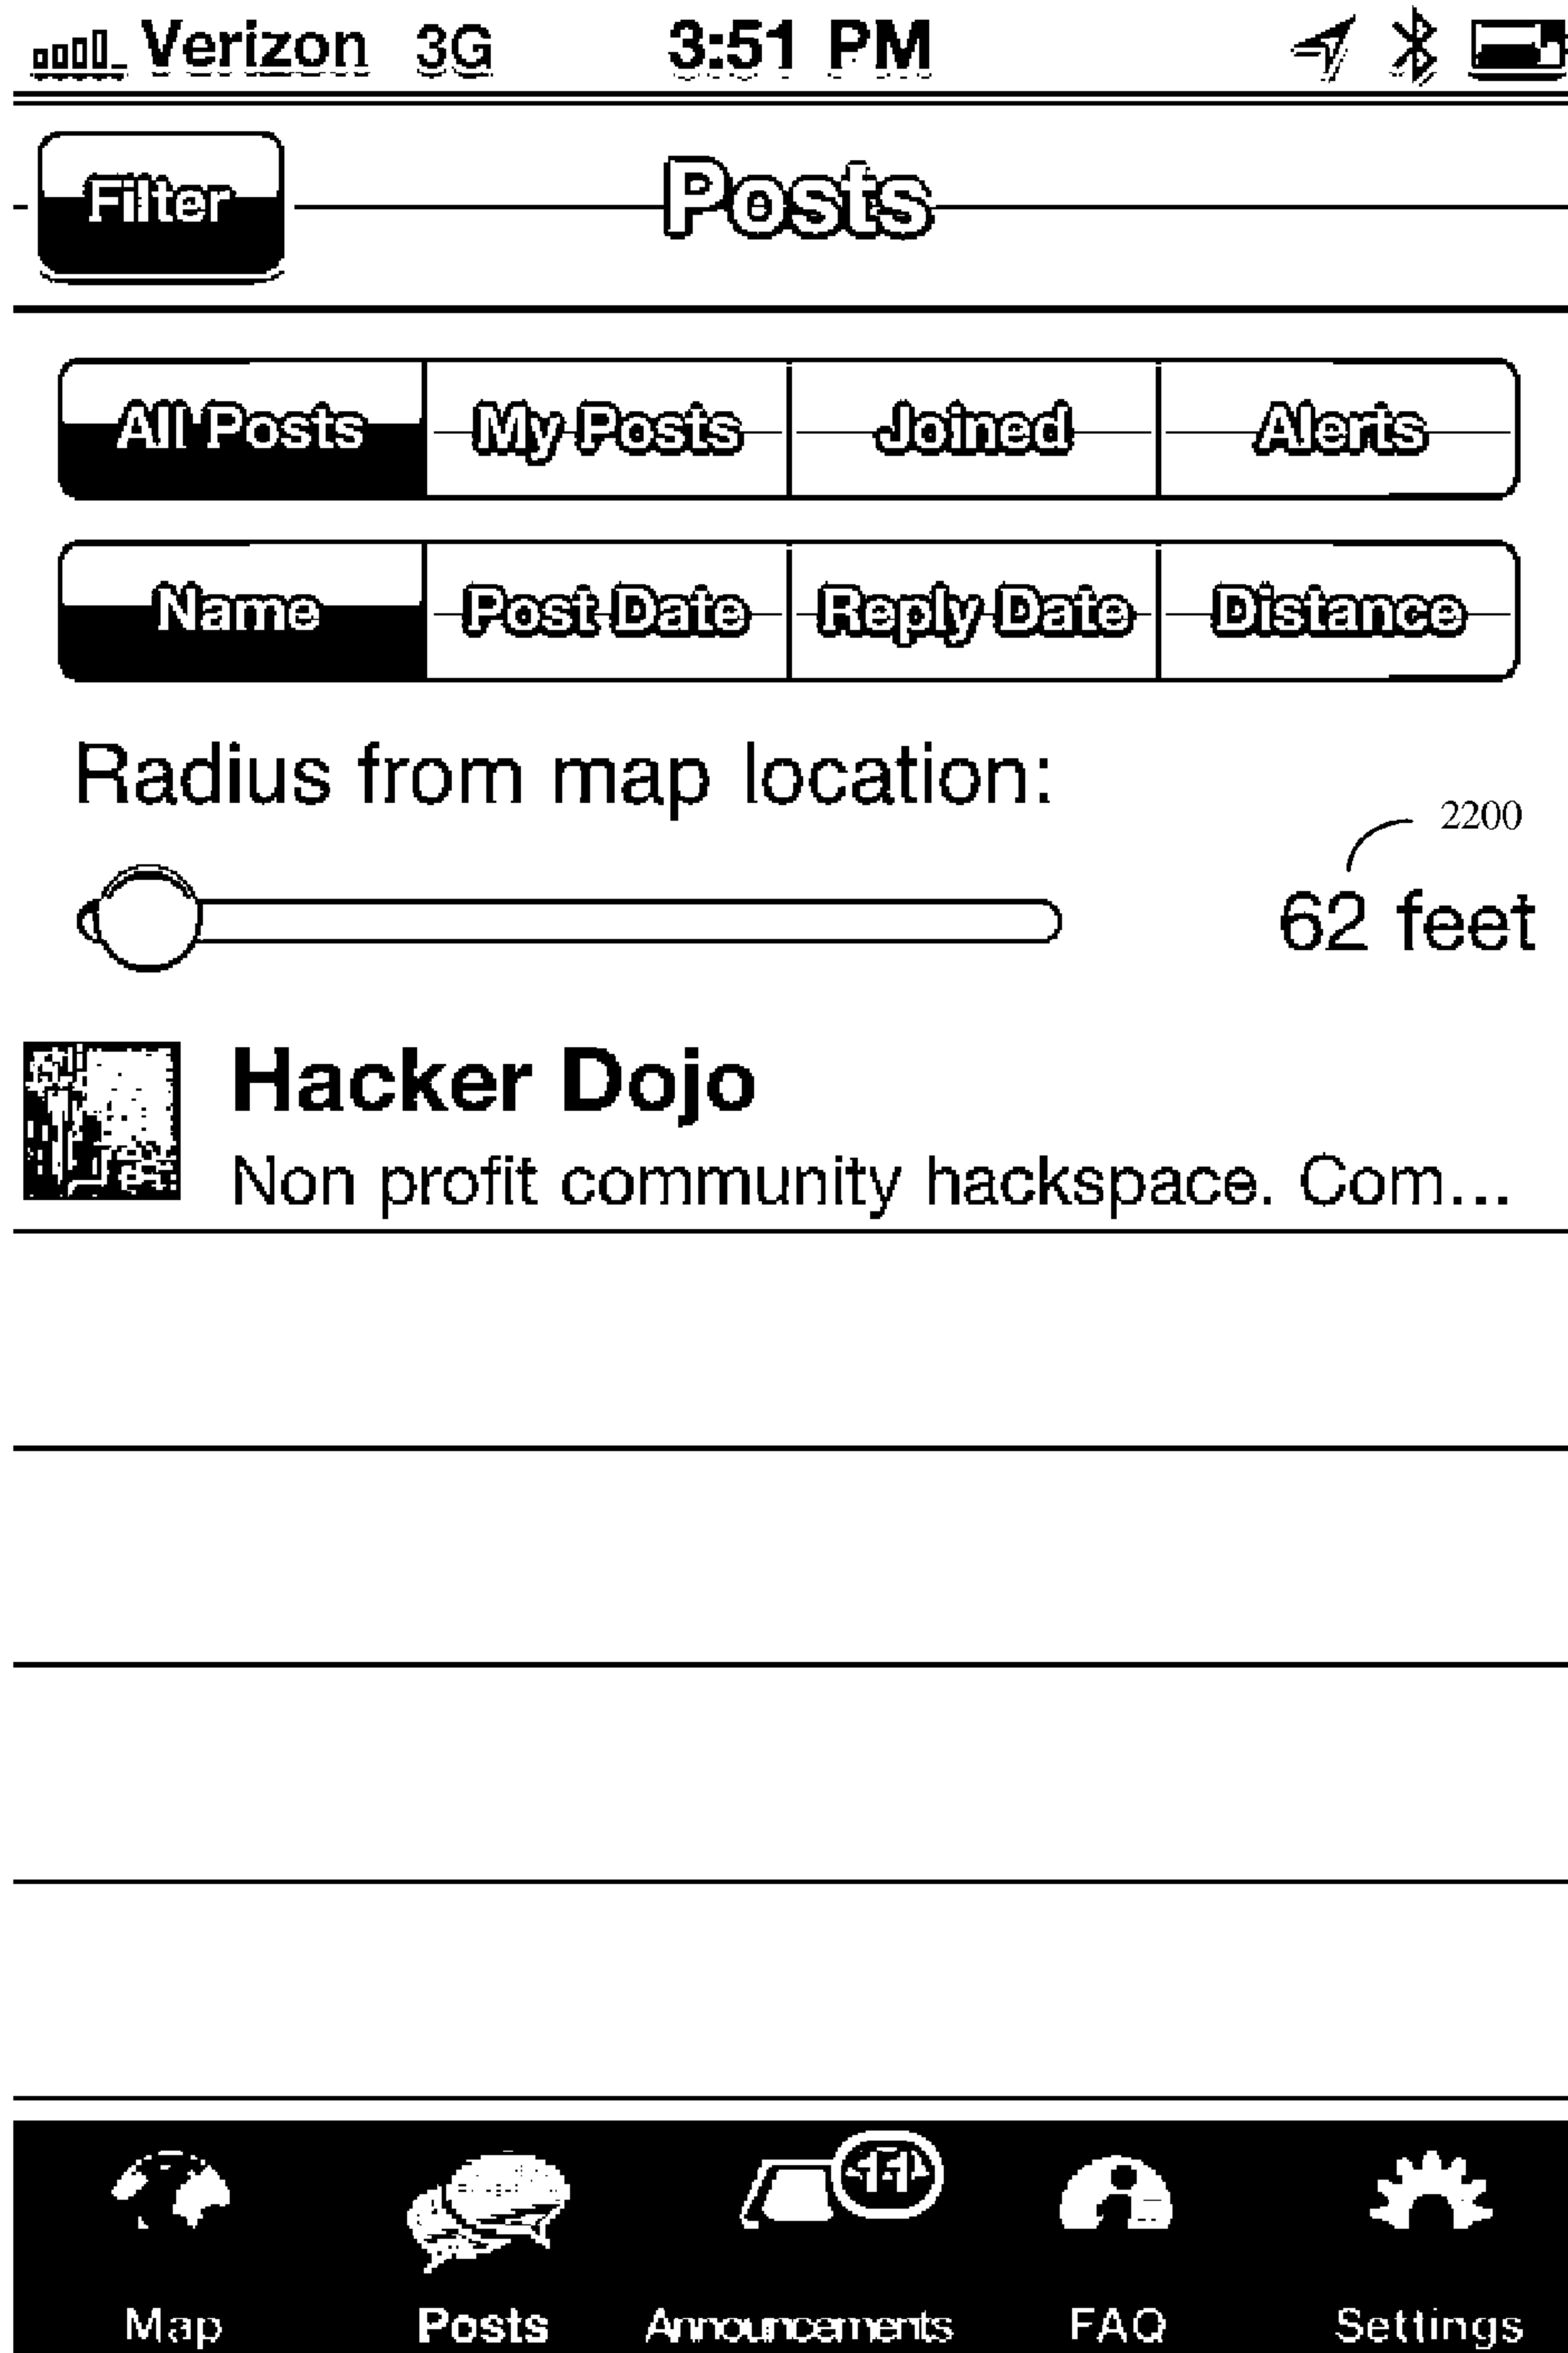 Verizon 3G 3:51 PM
Filter Posts
All Posts My Posts Joined Alerts
Name Post Date Reply Date Distance
Radius from map location:
2200
62 feet
Hacker Dojo
Non profit community hackspace. Com...
11
Map Posts Announcements FAQ Settings